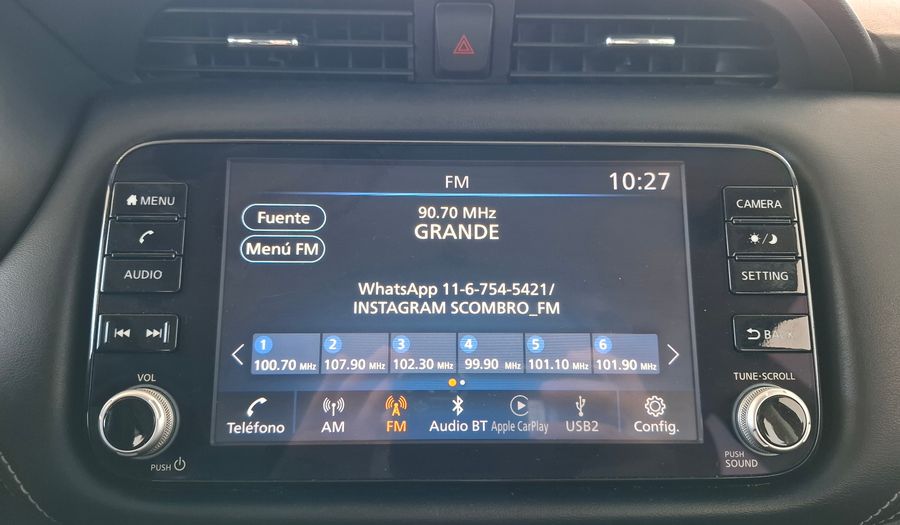 FM
10:27
MENU
AUDIO
VOL
PUSH
Fuente
Menú FM
90.70 MHz
GRANDE
WhatsApp 11-6-754-5421/
INSTAGRAM SCOMBRO_FM
1 100.70 MHz
2 107.90 MHz
3 102.30 MHz
4 99.90 MHz
5 101.10 MHz
6 101.90 MHz
Teléfono
AM
FM
Audio BT
Apple CarPlay
USB2
Config.
CAMERA
SETTING
BACK
TUNE·SCROLL
PUSH
SOUND